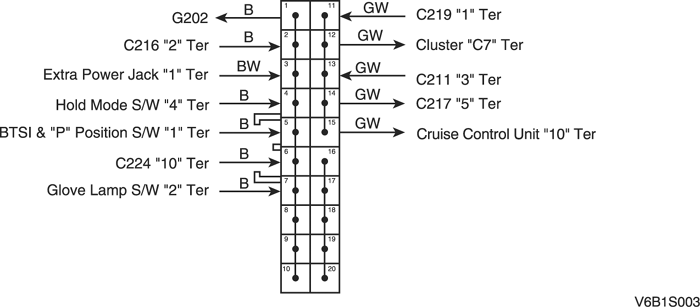 G202 B 1 11 GW C219 "1" Ter
C216 "2" Ter B 2 12 GW Cluster "C7" Ter
Extra Power Jack "1" Ter BW 3 13 GW C211 "3" Ter
Hold Mode S/W "4" Ter B 4 14 GW C217 "5" Ter
BTSI & "P" Position S/W "1" Ter B 5 15 GW Cruise Control Unit "10" Ter
C224 "10" Ter B 6 16
Glove Lamp S/W "2" Ter B 7 17
8 18
9 19
10 20
V6B1S003